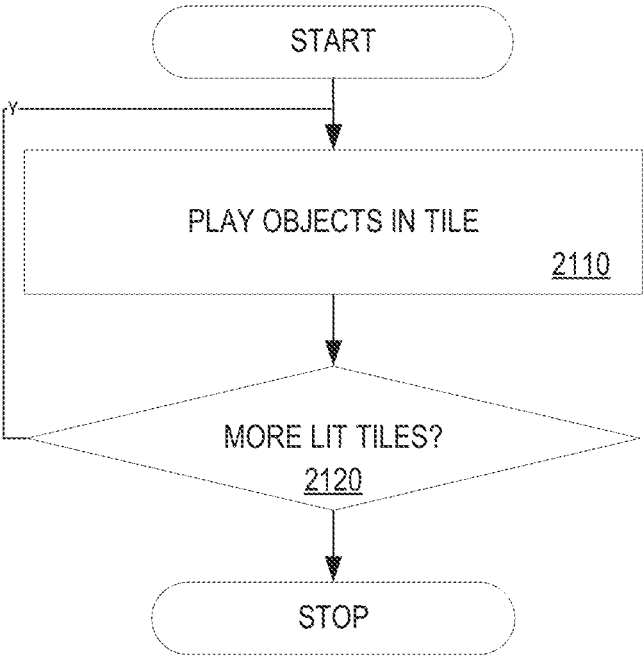 START
Y
PLAY OBJECTS IN TILE
2110
MORE LIT TILES?
2120
STOP